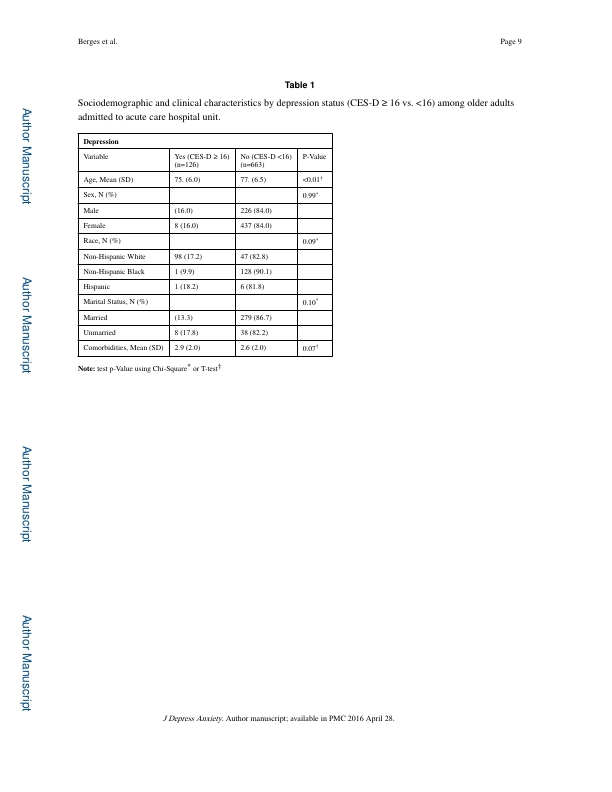 Berges et al. Page 9
Table 1
Sociodemographic and clinical characteristics by depression status (CES-D ≥ 16 vs. <16) among older adults
admitted to acute care hospital unit.
Depression
Variable Yes (CES-D ≥ 16) (n=126) No (CES-D <16) (n=663) P-Value
Age, Mean (SD) 75. (6.0) 77. (6.5) <0.01†
Sex, N (%) 0.99*
Male (16.0) 226 (84.0)
Female 8 (16.0) 437 (84.0)
Race, N (%) 0.09*
Non-Hispanic White 98 (17.2) 47 (82.8)
Non-Hispanic Black 1 (9.9) 128 (90.1)
Hispanic 1 (18.2) 6 (81.8)
Marital Status, N (%) 0.10*
Married (13.3) 279 (86.7)
Unmarried 8 (17.8) 38 (82.2)
Comorbidities, Mean (SD) 2.9 (2.0) 2.6 (2.0) 0.07†
Note: test p-Value using Chi-Square* or T-test†
Author Manuscript
Author Manuscript
Author Manuscript
Author Manuscript
J Depress Anxiety. Author manuscript; available in PMC 2016 April 28.